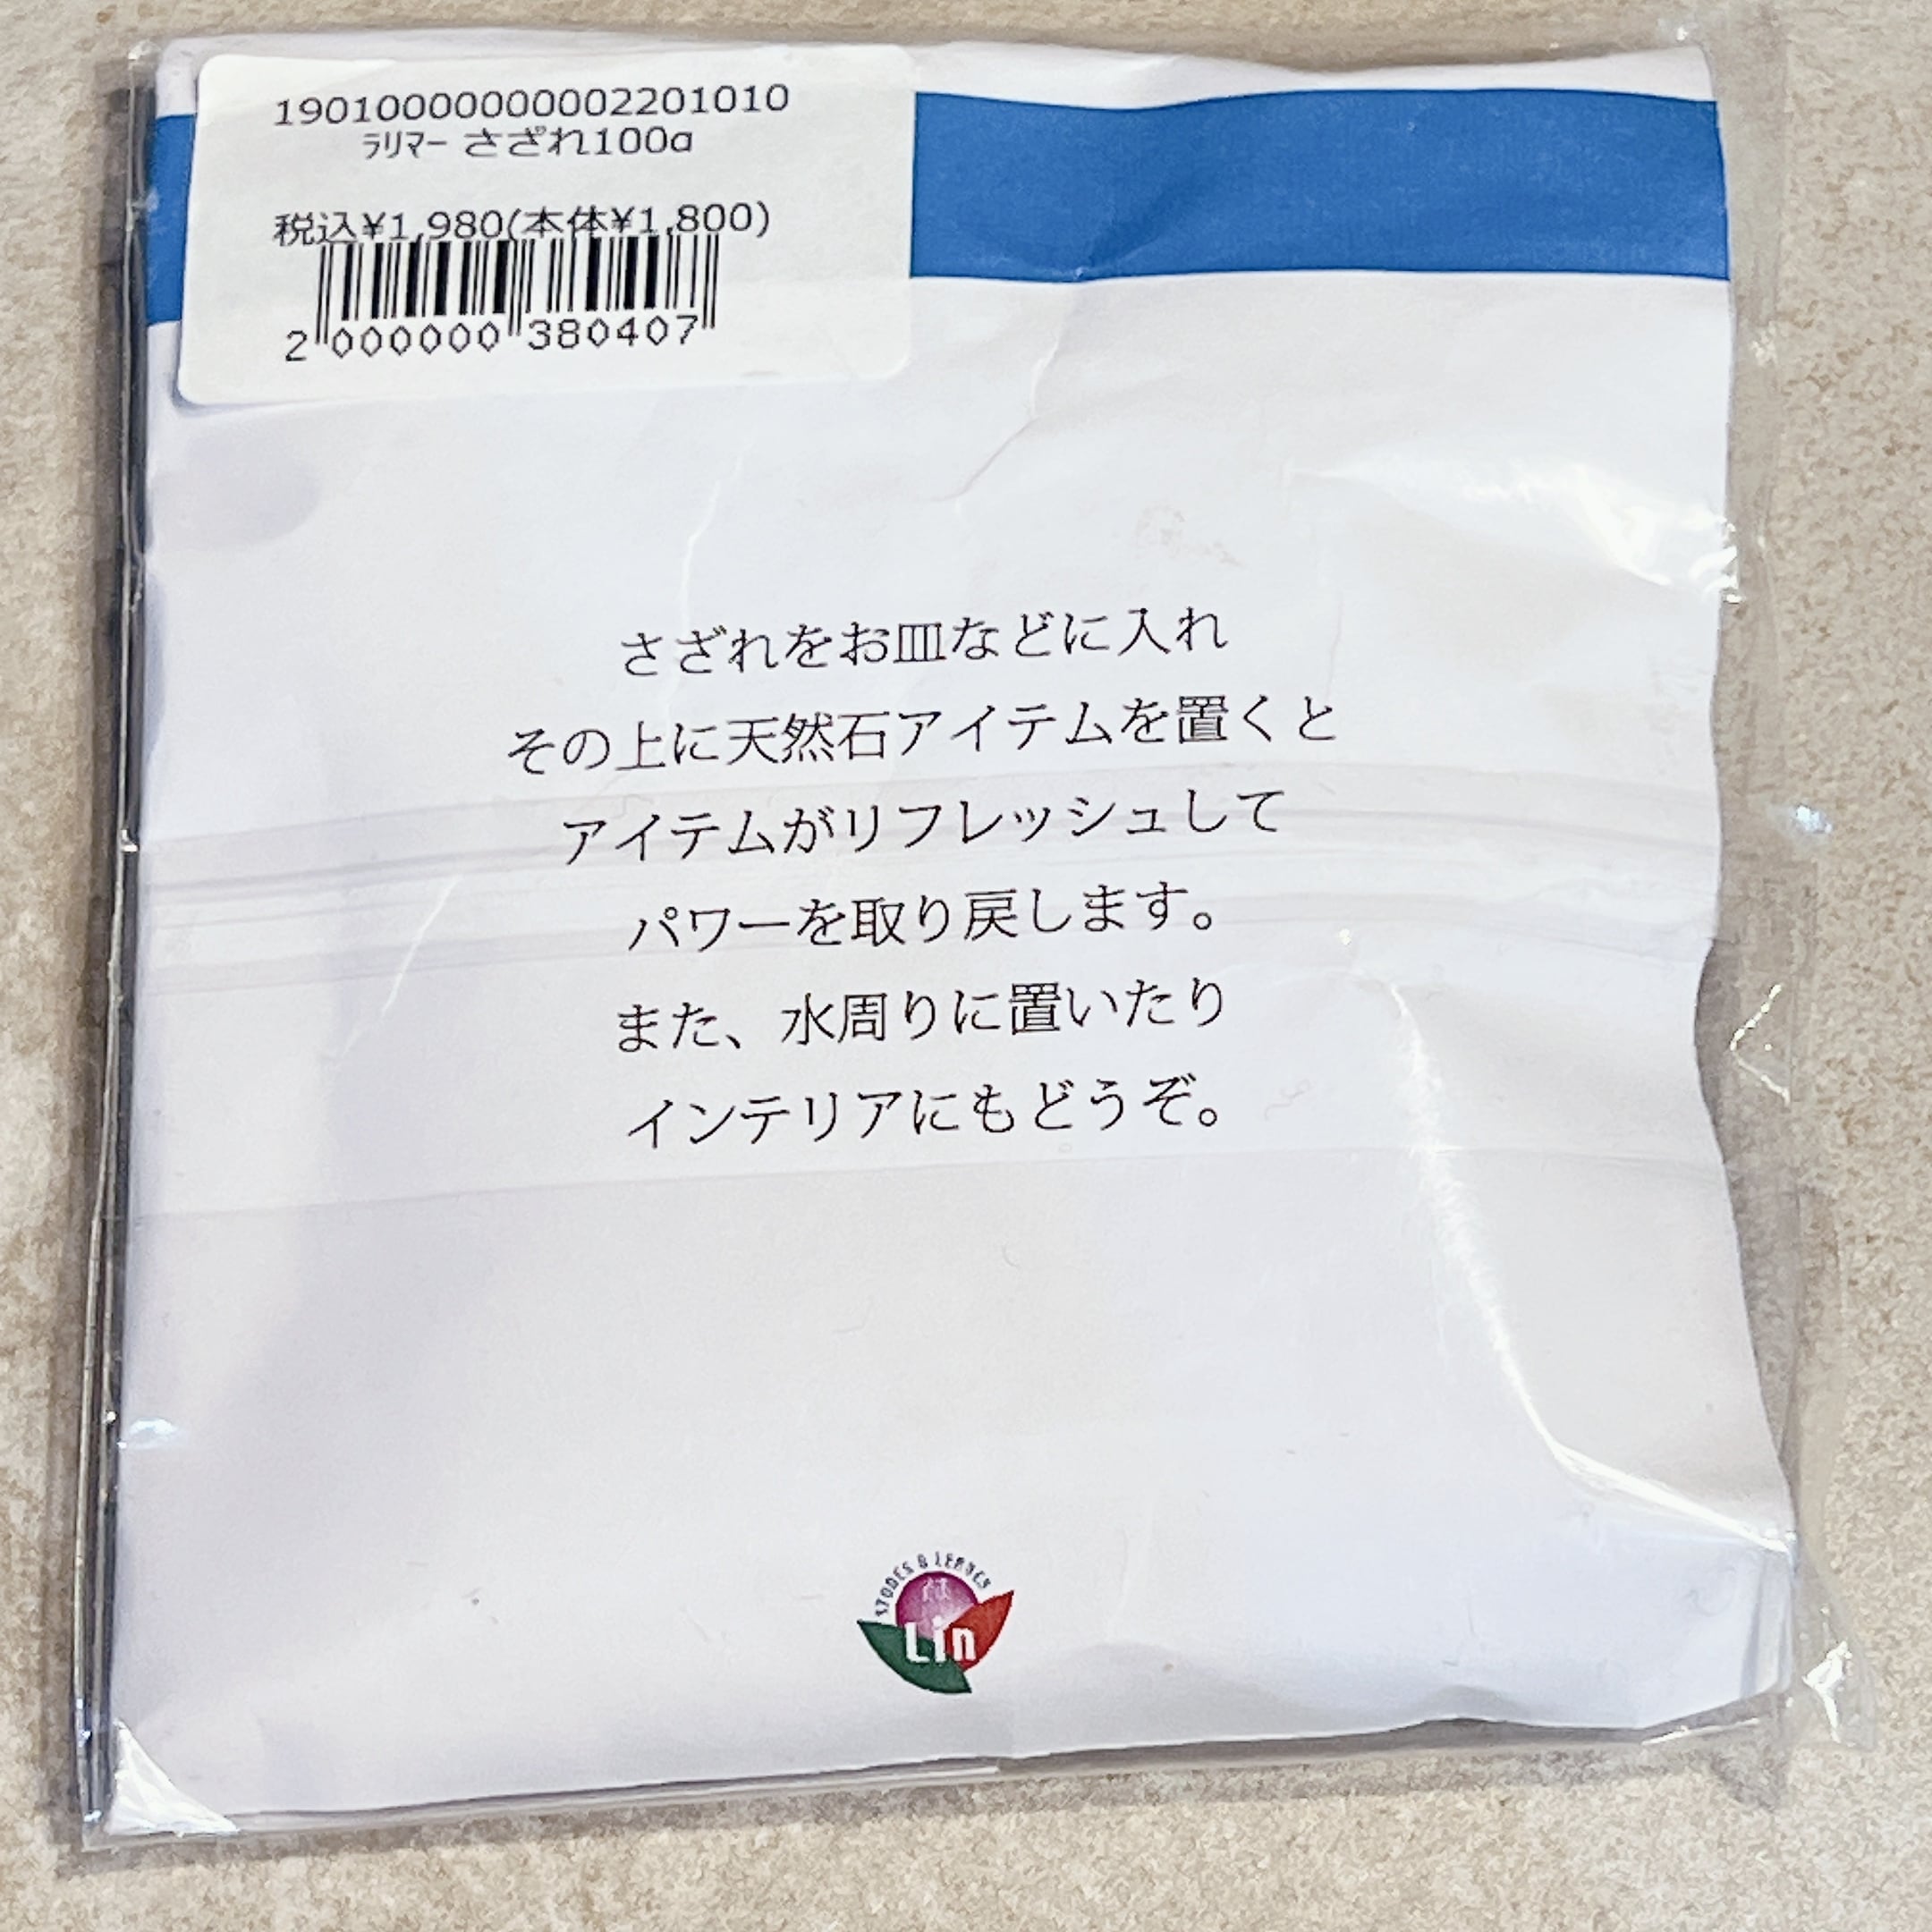 19010000000002201010
ﾗﾘﾏｰ さざれ100g
税込¥1,980(本体¥1,800)
2 000000 380407
さざれをお皿などに入れ
その上に天然石アイテムを置くと
アイテムがリフレッシュして
パワーを取り戻します。
また、水周りに置いたり
インテリアにもどうぞ。
STONES & LEAVES
Lin